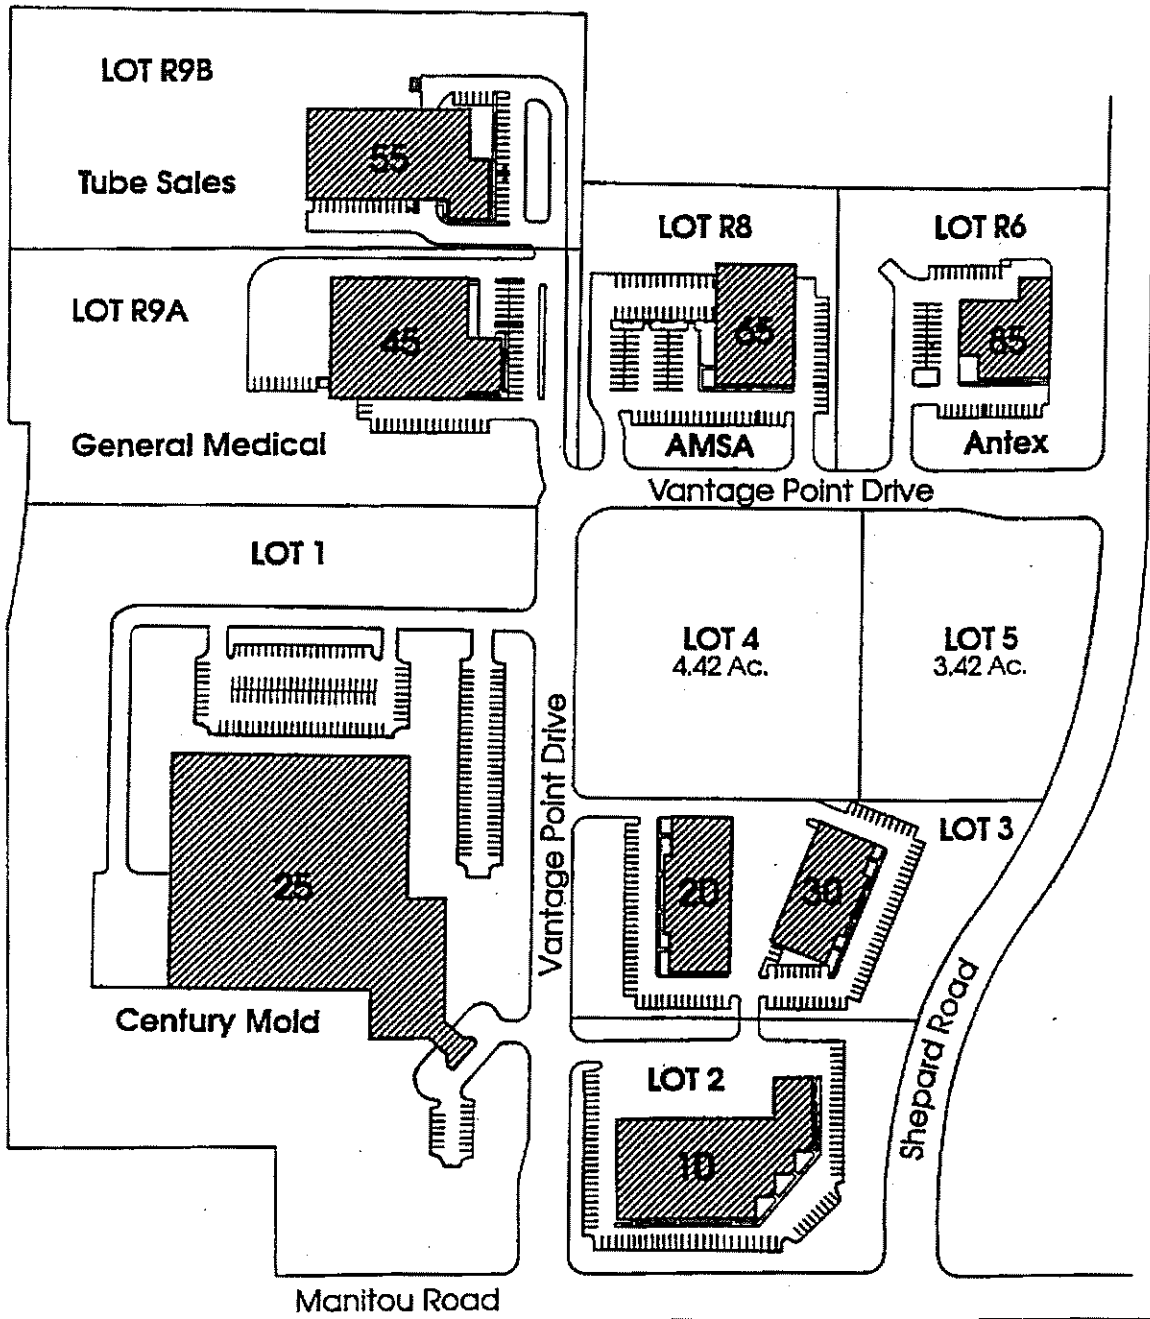 LOT R9B
55
Tube Sales
LOT R8
LOT R6
LOT R9A
45
65
85
General Medical
AMSA
Antex
Vantage Point Drive
LOT 1
LOT 4
4.42 Ac.
LOT 5
3.42 Ac.
Vantage Point Drive
LOT 3
25
20
30
Century Mold
Shepard Road
LOT 2
10
Manitou Road